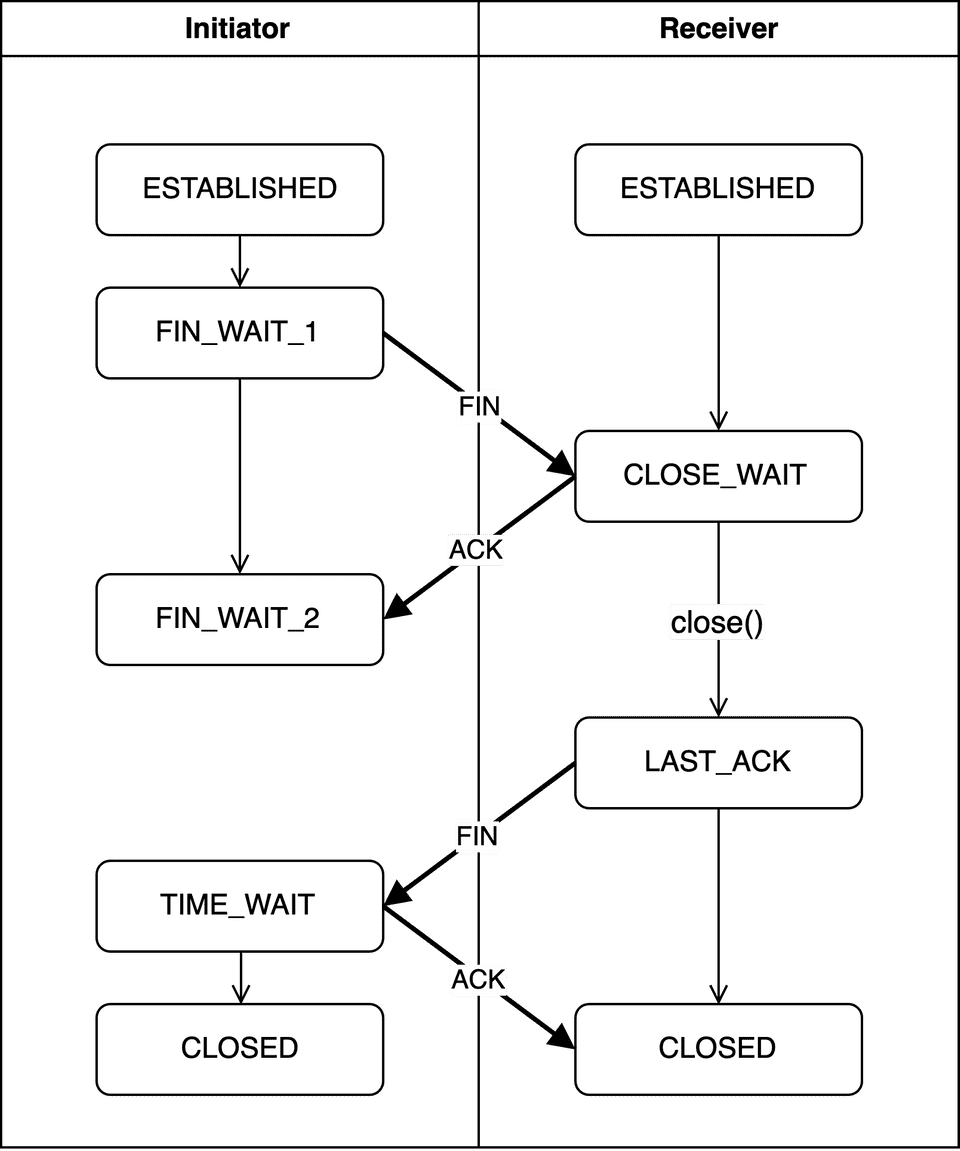 Initiator
Receiver
ESTABLISHED
ESTABLISHED
FIN_WAIT_1
FIN
CLOSE_WAIT
ACK
FIN_WAIT_2
close()
LAST_ACK
FIN
TIME_WAIT
ACK
CLOSED
CLOSED